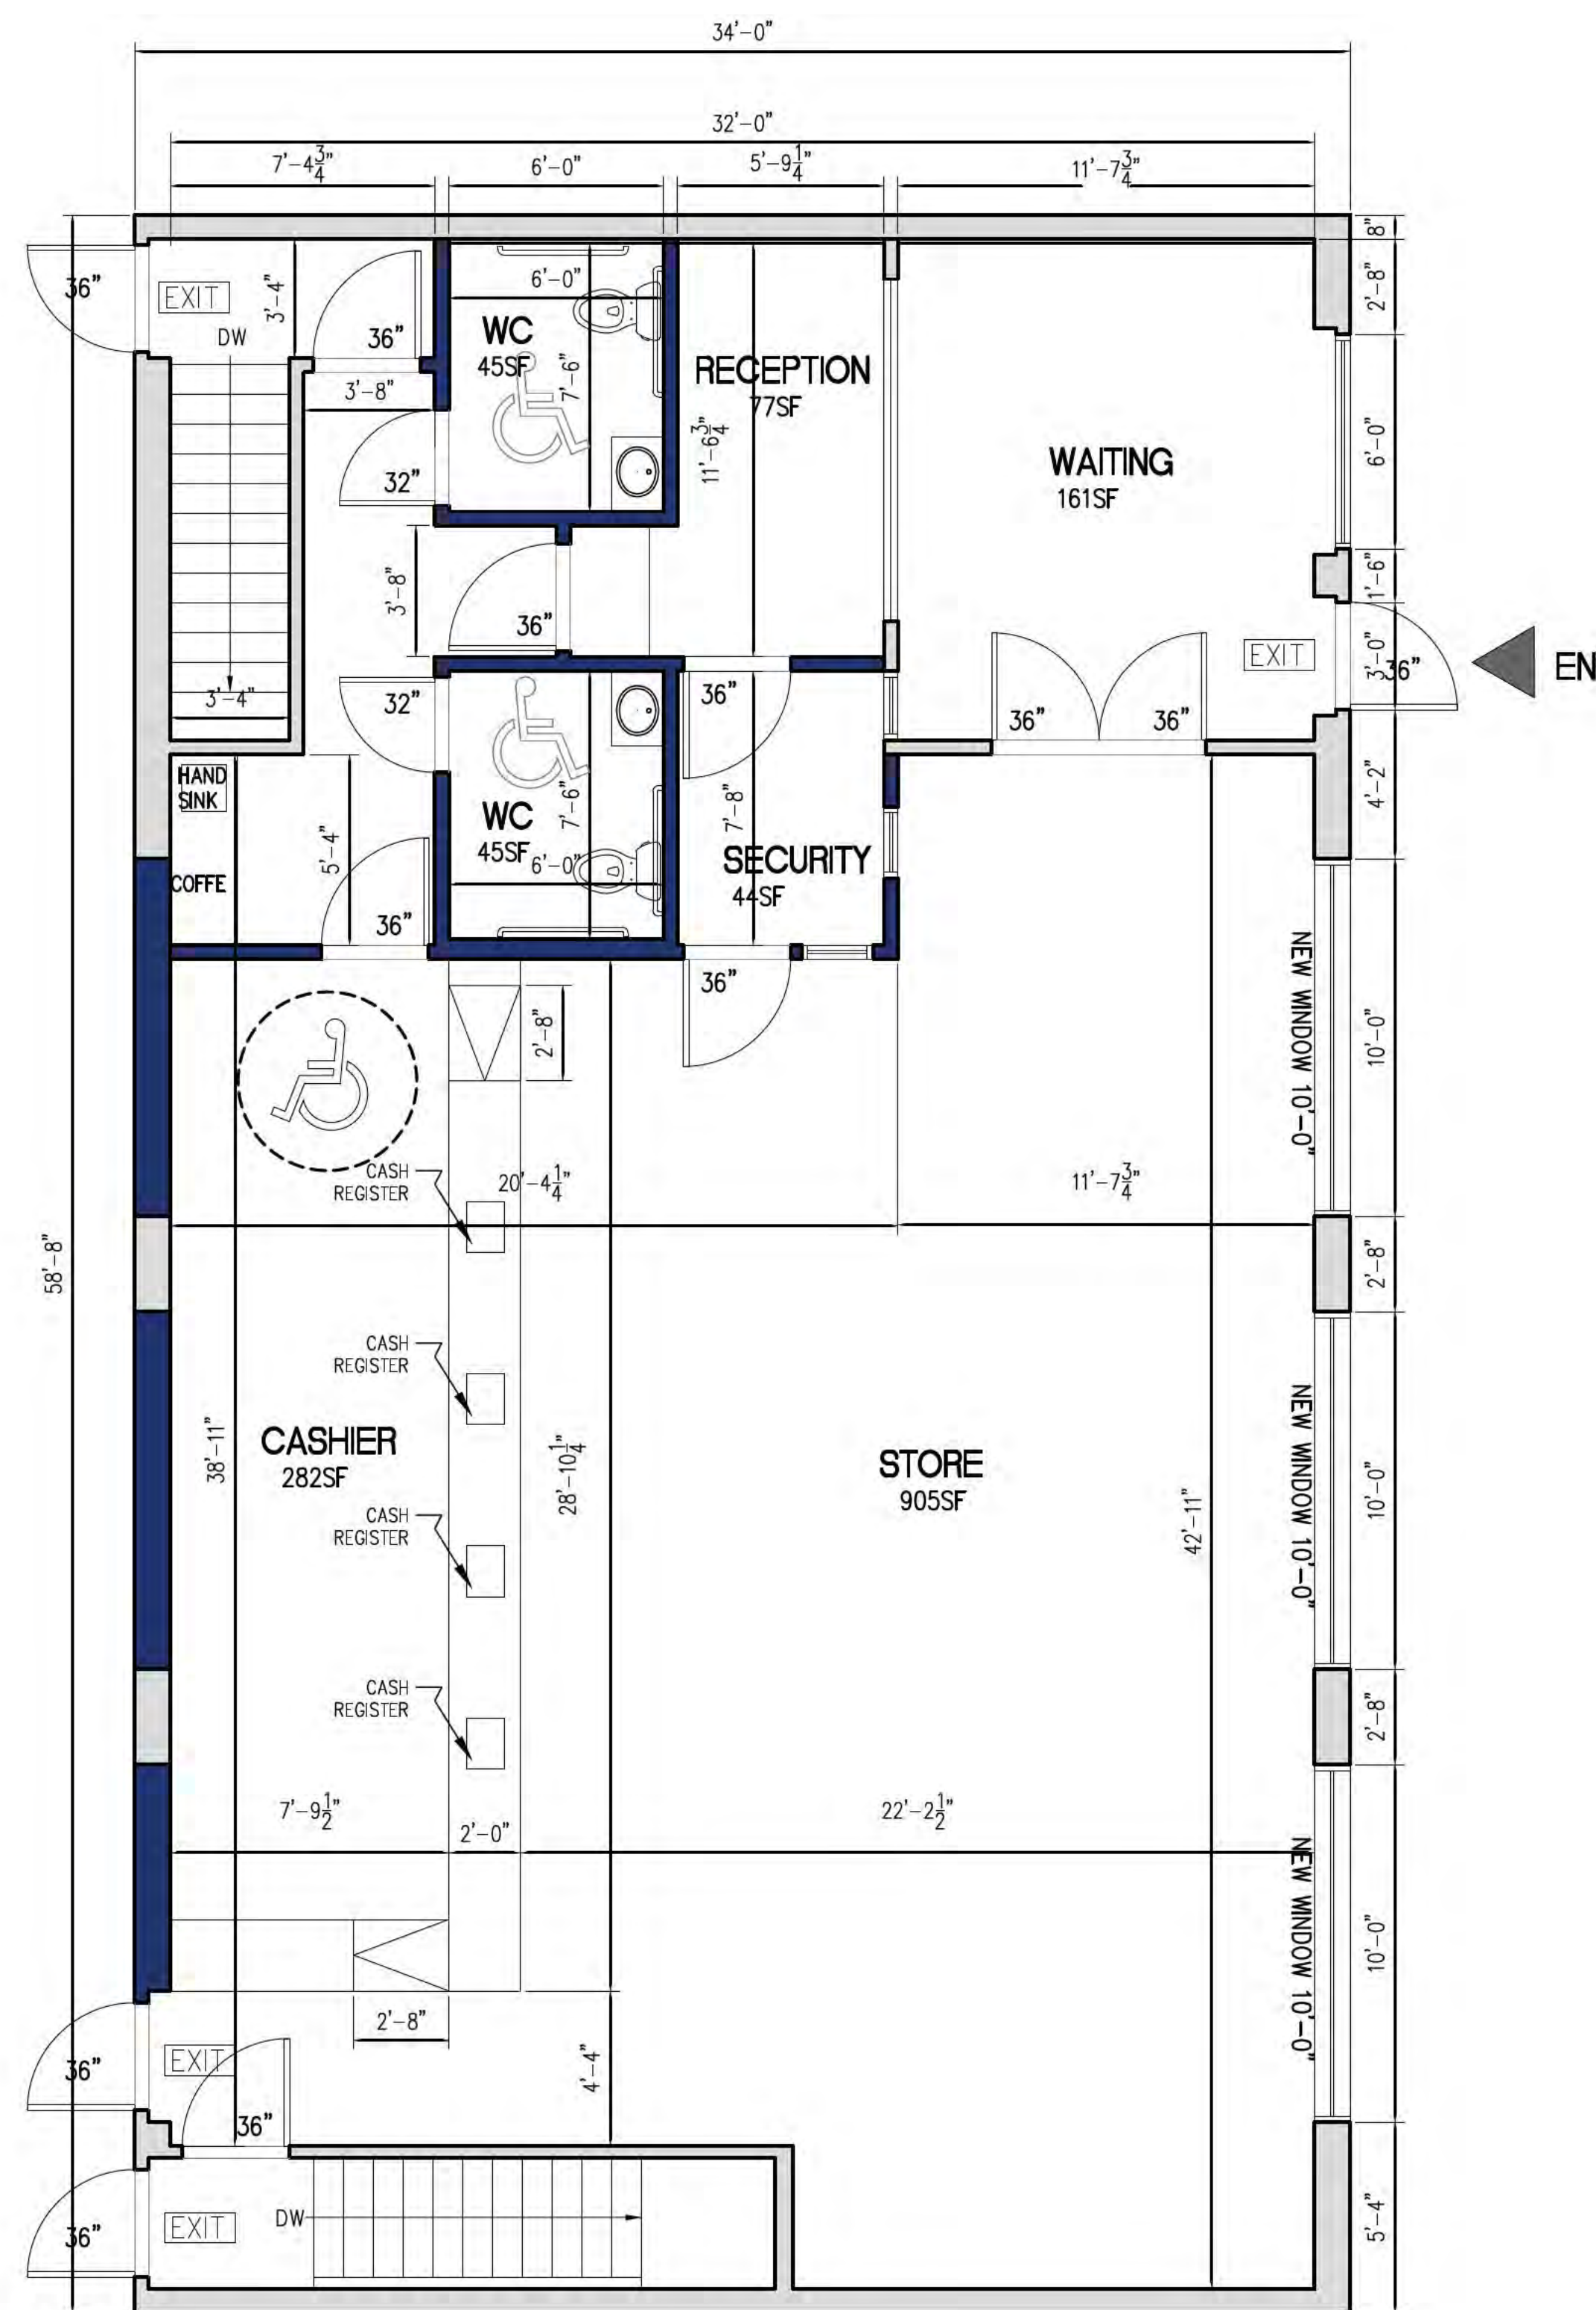 34'-0"
32'-0"
7'-4 3/4"
6'-0"
5'-9 1/4"
11'-7 3/4"
8"
36"
EXIT
3'-4"
DW
36"
3'-8"
6'-0"
WC
45SF
7'-6"
RECEPTION
77SF
11'-6 3/4"
WAITING
161SF
2'-8"
6'-0"
1'-6"
32"
3'-8"
36"
EXIT
3'-0"
36"
EN
3'-4"
32"
36"
36"
36"
HAND
SINK
COFFE
5'-4"
36"
WC
45SF
7'-6"
6'-0"
7'-8"
SECURITY
44SF
4'-2"
36"
2'-8"
NEW WINDOW 10'-0"
10'-0"
CASH
REGISTER
20'-4 1/4"
11'-7 3/4"
58'-8"
2'-8"
CASH
REGISTER
38'-11"
CASHIER
282SF
28'-10 1/4"
STORE
905SF
42'-11"
NEW WINDOW 10'-0"
10'-0"
CASH
REGISTER
CASH
REGISTER
2'-8"
7'-9 1/2"
2'-0"
22'-2 1/2"
NEW WINDOW 10'-0"
10'-0"
2'-8"
36"
EXIT
4'-4"
36"
36"
EXIT
DW
5'-4"